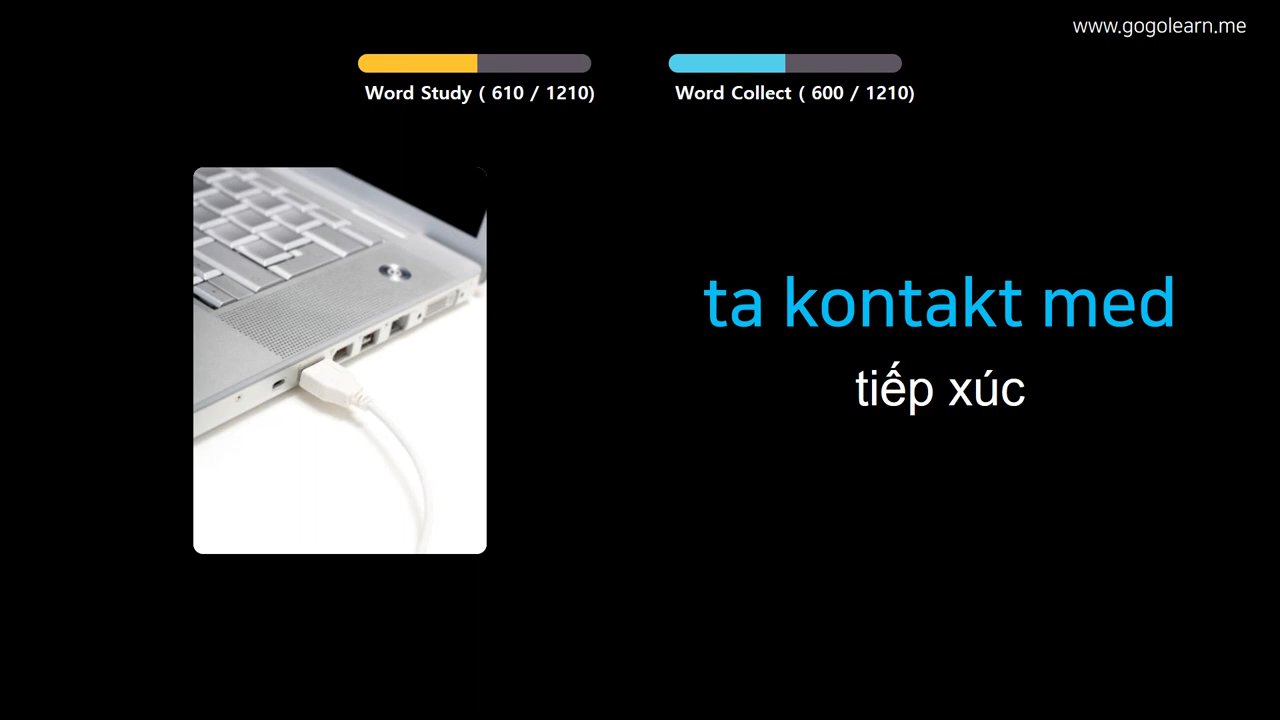 www.gogolearn.me
Word Study ( 610 / 1210)
Word Collect ( 600 / 1210)
ta kontakt med
tiếp xúc